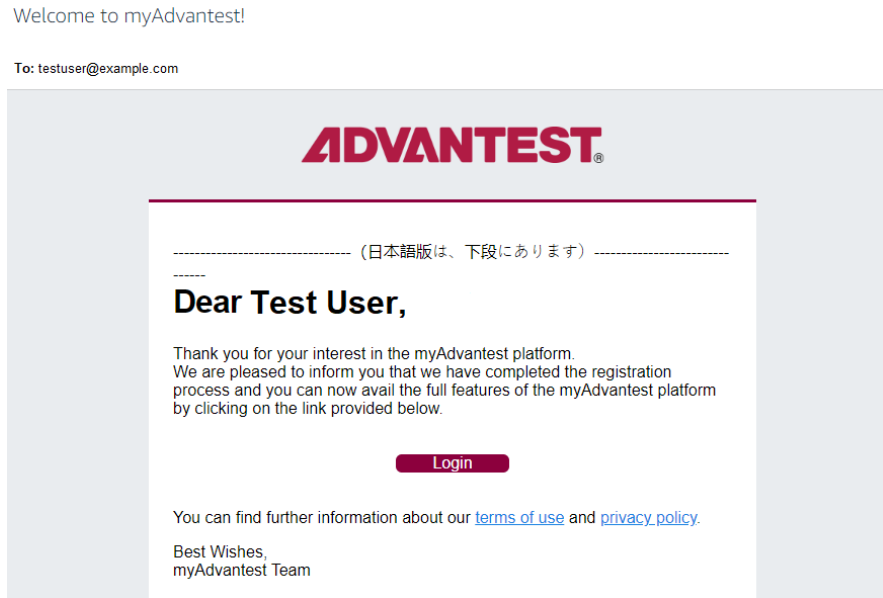 Welcome to myAdvantest!
To: testuser@example.com
ADVANTEST®
--------------------------------- (日本語版は、下段にあります）-------------------------
------
Dear Test User,
Thank you for your interest in the myAdvantest platform.
We are pleased to inform you that we have completed the registration
process and you can now avail the full features of the myAdvantest platform
by clicking on the link provided below.
Login
You can find further information about our terms of use and privacy policy.
Best Wishes,
myAdvantest Team